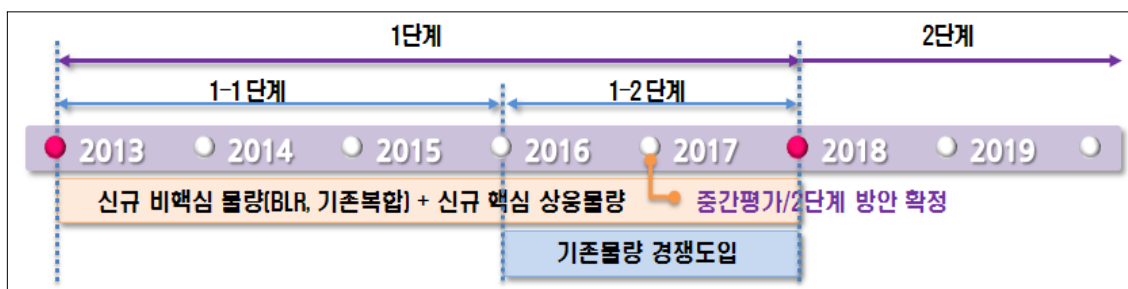 1단계
2단계
1-1 단계
1-2 단계
2013 2014 2015 2016 2017 2018 2019
신규 비핵심 물량(BLR, 기존복합) + 신규 핵심 상응물량
중간평가/2단계 방안 확정
기존물량 경쟁도입